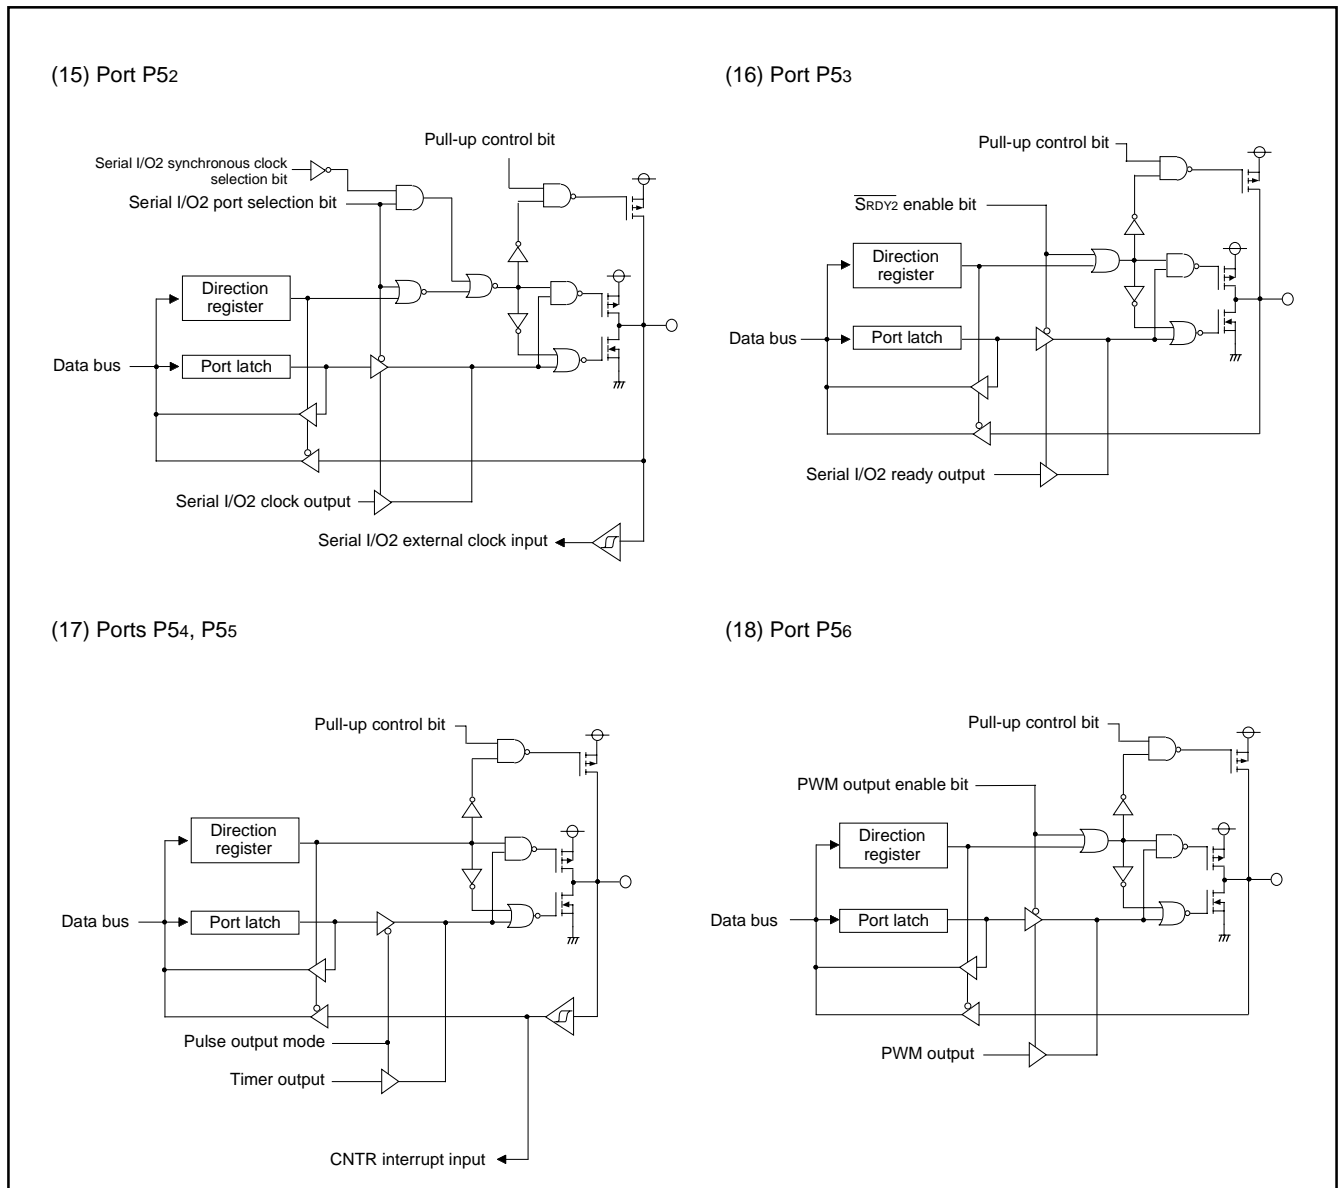 (15) Port P52
Pull-up control bit
Serial I/O2 synchronous clock
selection bit
Serial I/O2 port selection bit
Direction
register
Data bus
Port latch
Serial I/O2 clock output
Serial I/O2 external clock input
(16) Port P53
Pull-up control bit
SRDY2 enable bit
Direction
register
Data bus
Port latch
Serial I/O2 ready output
(17) Ports P54, P55
Pull-up control bit
Direction
register
Data bus
Port latch
Pulse output mode
Timer output
CNTR interrupt input
(18) Port P56
Pull-up control bit
PWM output enable bit
Direction
register
Data bus
Port latch
PWM output